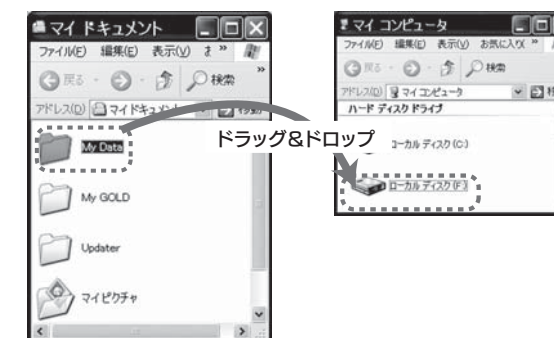 マイ ドキュメント
ファイル(F) 編集(E) 表示(V) ま »
戻る 検索 »
アドレス(D) マイドキュメント 移動
My Data
My GOLD
Updater
マイピクチャ
ドラッグ&ドロップ
マイ コンピュータ
ファイル(F) 編集(E) 表示(V) お気に入り( »
戻る 検索
アドレス(D) マイ コンピュータ 移
ハード ディスク ドライブ
ローカル ディスク (C:)
ローカル ディスク (F:)